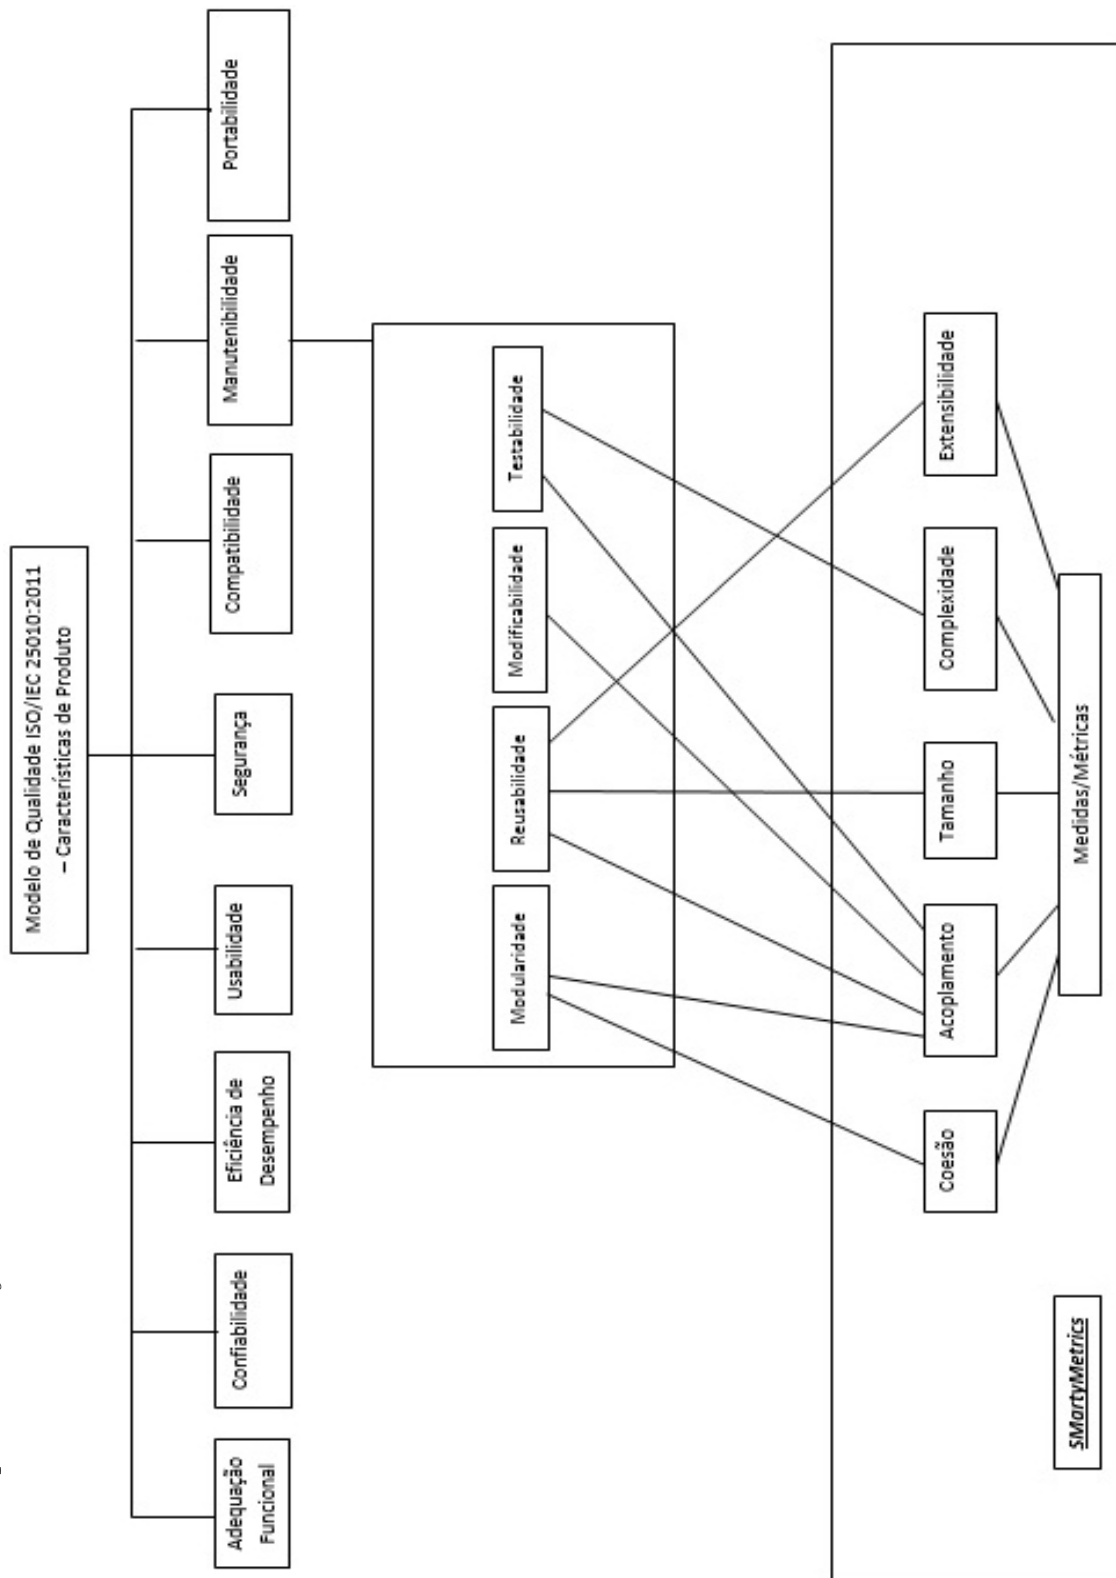 Modelo de Qualidade ISO/IEC 25010:2011
– Características de Produto
Adequação
Funcional
Confiabilidade
Eficiência de
Desempenho
Usabilidade
Segurança
Compatibilidade
Manutenibilidade
Portabilidade
Modularidade
Reusabilidade
Modificabilidade
Testabilidade
Coesão
Acoplamento
Tamanho
Complexidade
Extensibilidade
SMartyMetrics
Medidas/Métricas